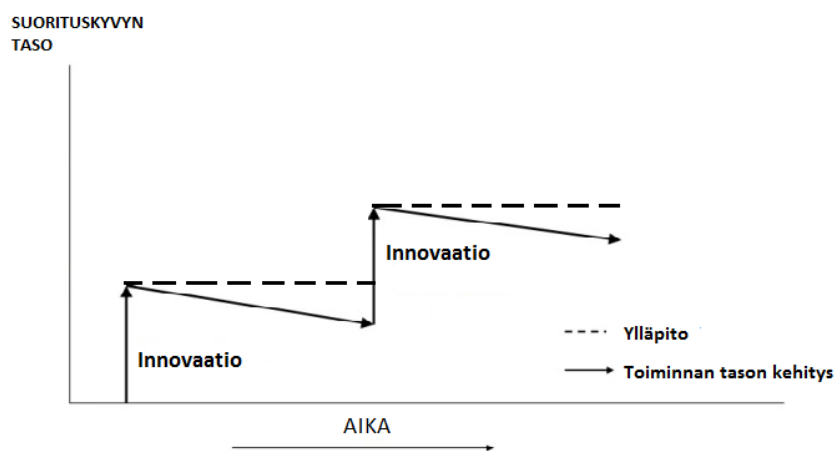 SUORITUSKYVYN
TASO
Innovaatio
Innovaatio
Ylläpito
Toiminnan tason kehitys
AIKA